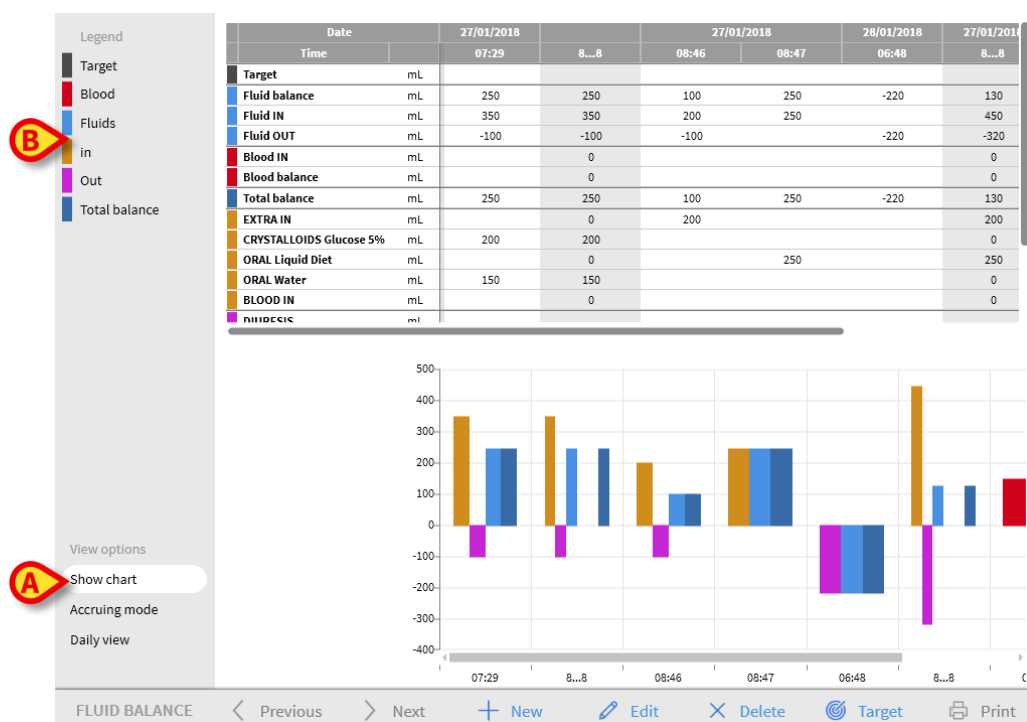 Legend
Target
Blood
Fluids
in
Out
Total balance
B
Date 27/01/2018 27/01/2018 28/01/2018 27/01/2018
Time 07:29 8...8 08:46 08:47 06:48 8...8
Target mL
Fluid balance mL 250 250 100 250 -220 130
Fluid IN mL 350 350 200 250 450
Fluid OUT mL -100 -100 -100 -220 -320
Blood IN mL 0 0
Blood balance mL 0 0
Total balance mL 250 250 100 250 -220 130
EXTRA IN mL 0 200 200
CRYSTALLOIDS Glucose 5% mL 200 200 0
ORAL Liquid Diet mL 0 250 250
ORAL Water mL 150 150 0
BLOOD IN mL 0 0
DIURESIS mL
500
400
300
200
100
0
-100
-200
-300
-400
07:29 8...8 08:46 08:47 06:48 8...8
View options
A
Show chart
Accruing mode
Daily view
FLUID BALANCE Previous Next New Edit Delete Target Print